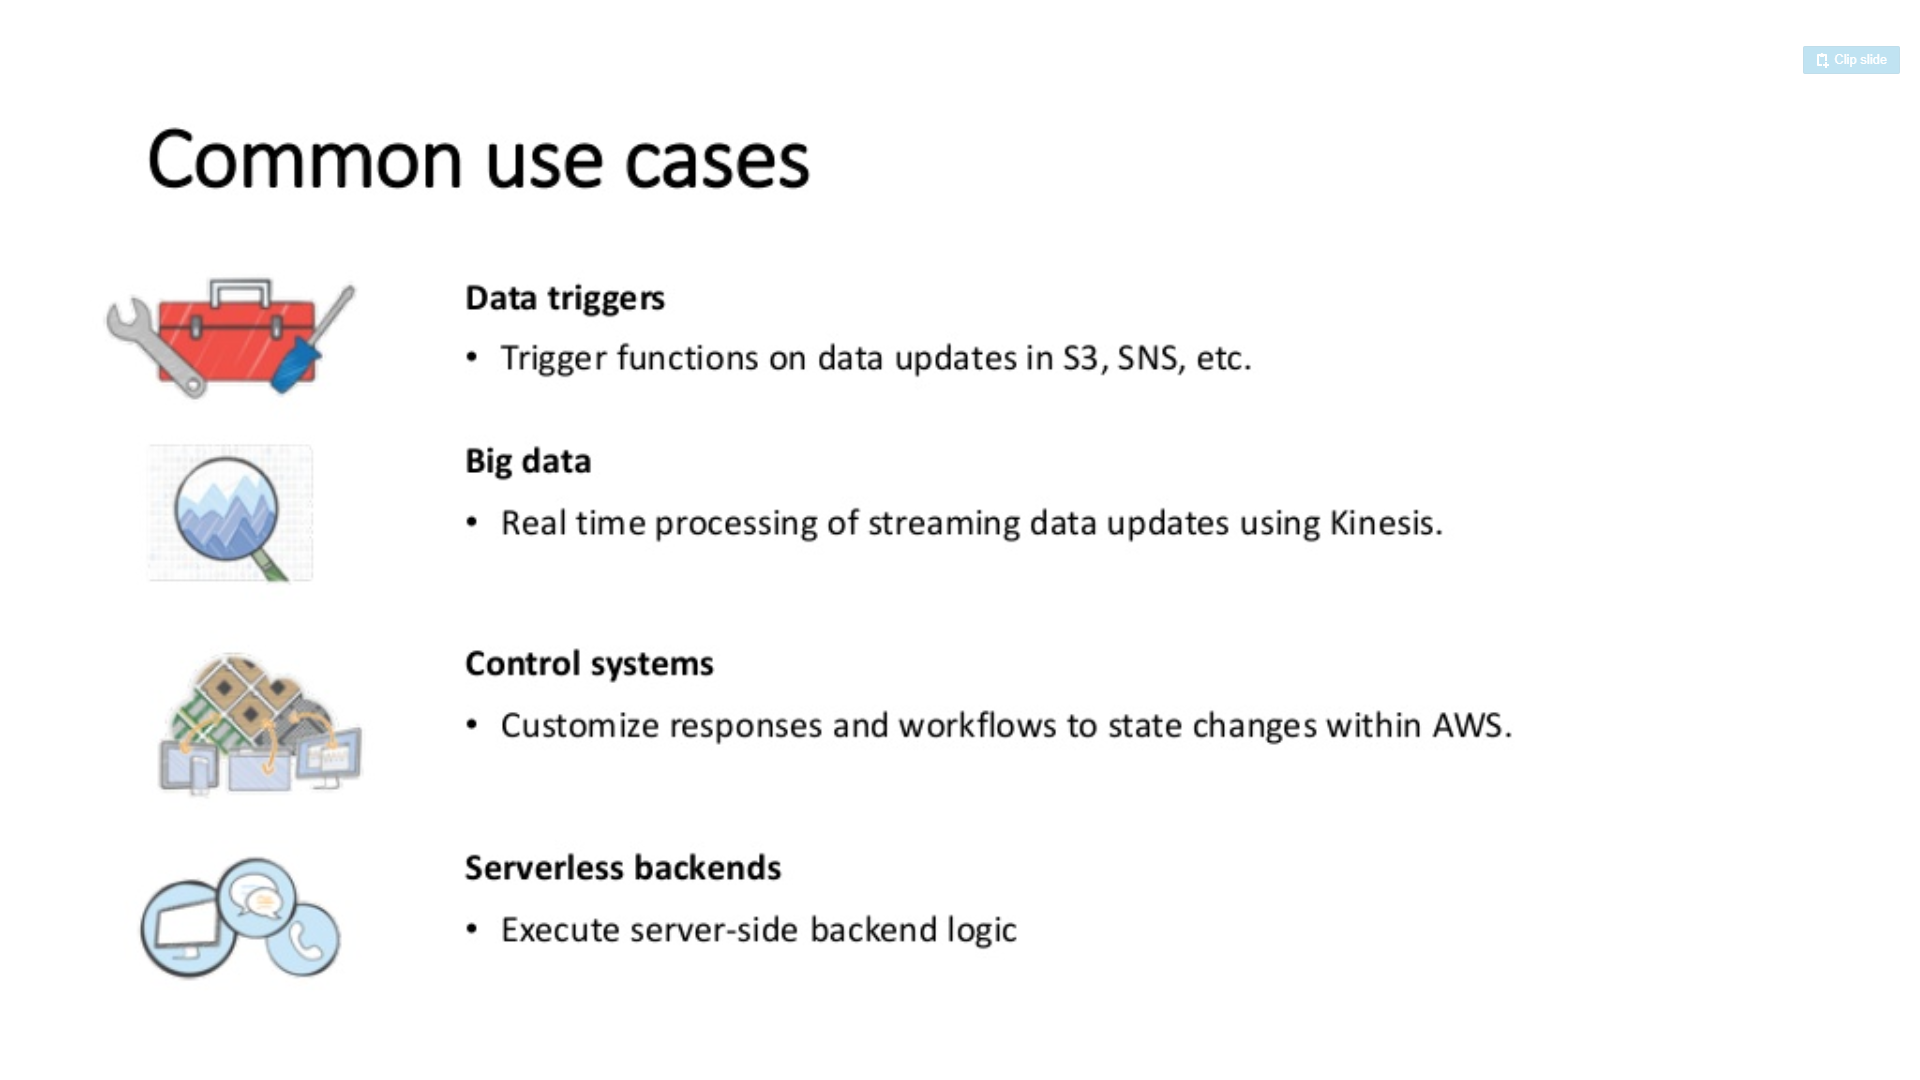 Clip slide
Common use cases
Data triggers
• Trigger functions on data updates in S3, SNS, etc.
Big data
• Real time processing of streaming data updates using Kinesis.
Control systems
• Customize responses and workflows to state changes within AWS.
Serverless backends
• Execute server-side backend logic